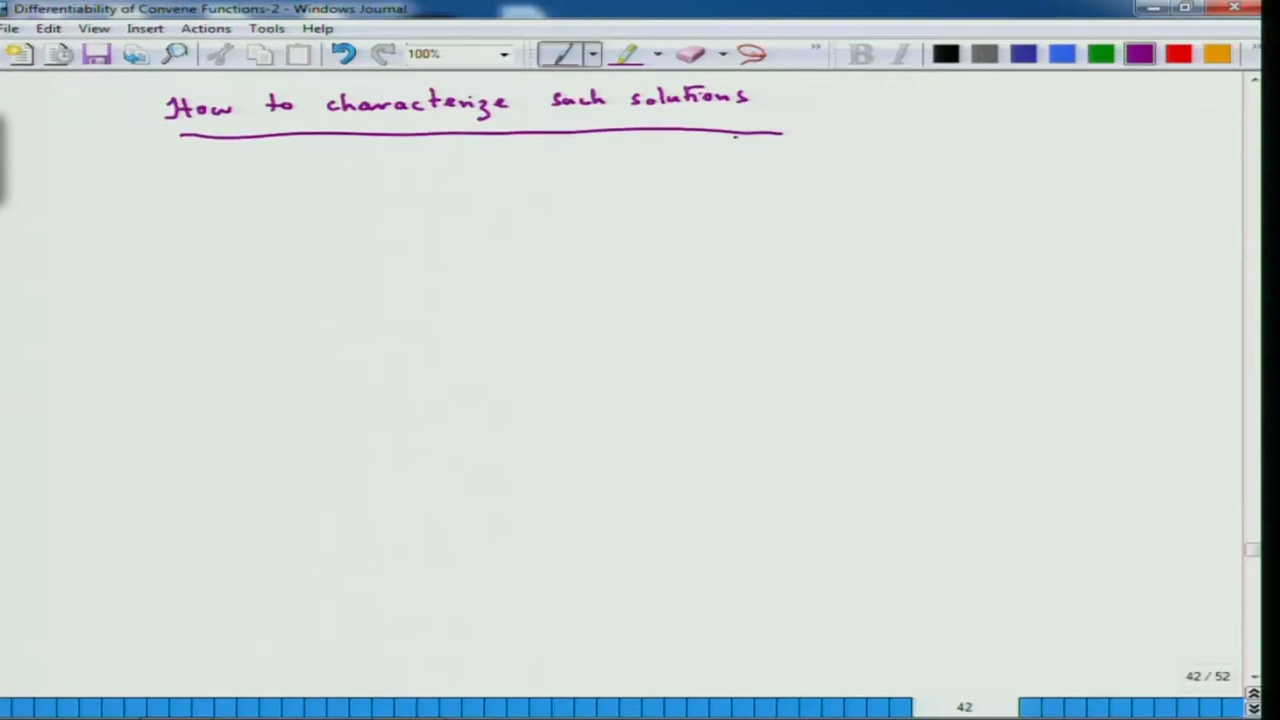 Differentiability of Convene Functions-2 - Windows Journal
File Edit View Insert Actions Tools Help
100% B I
How to characterize such solutions
42 / 52
42